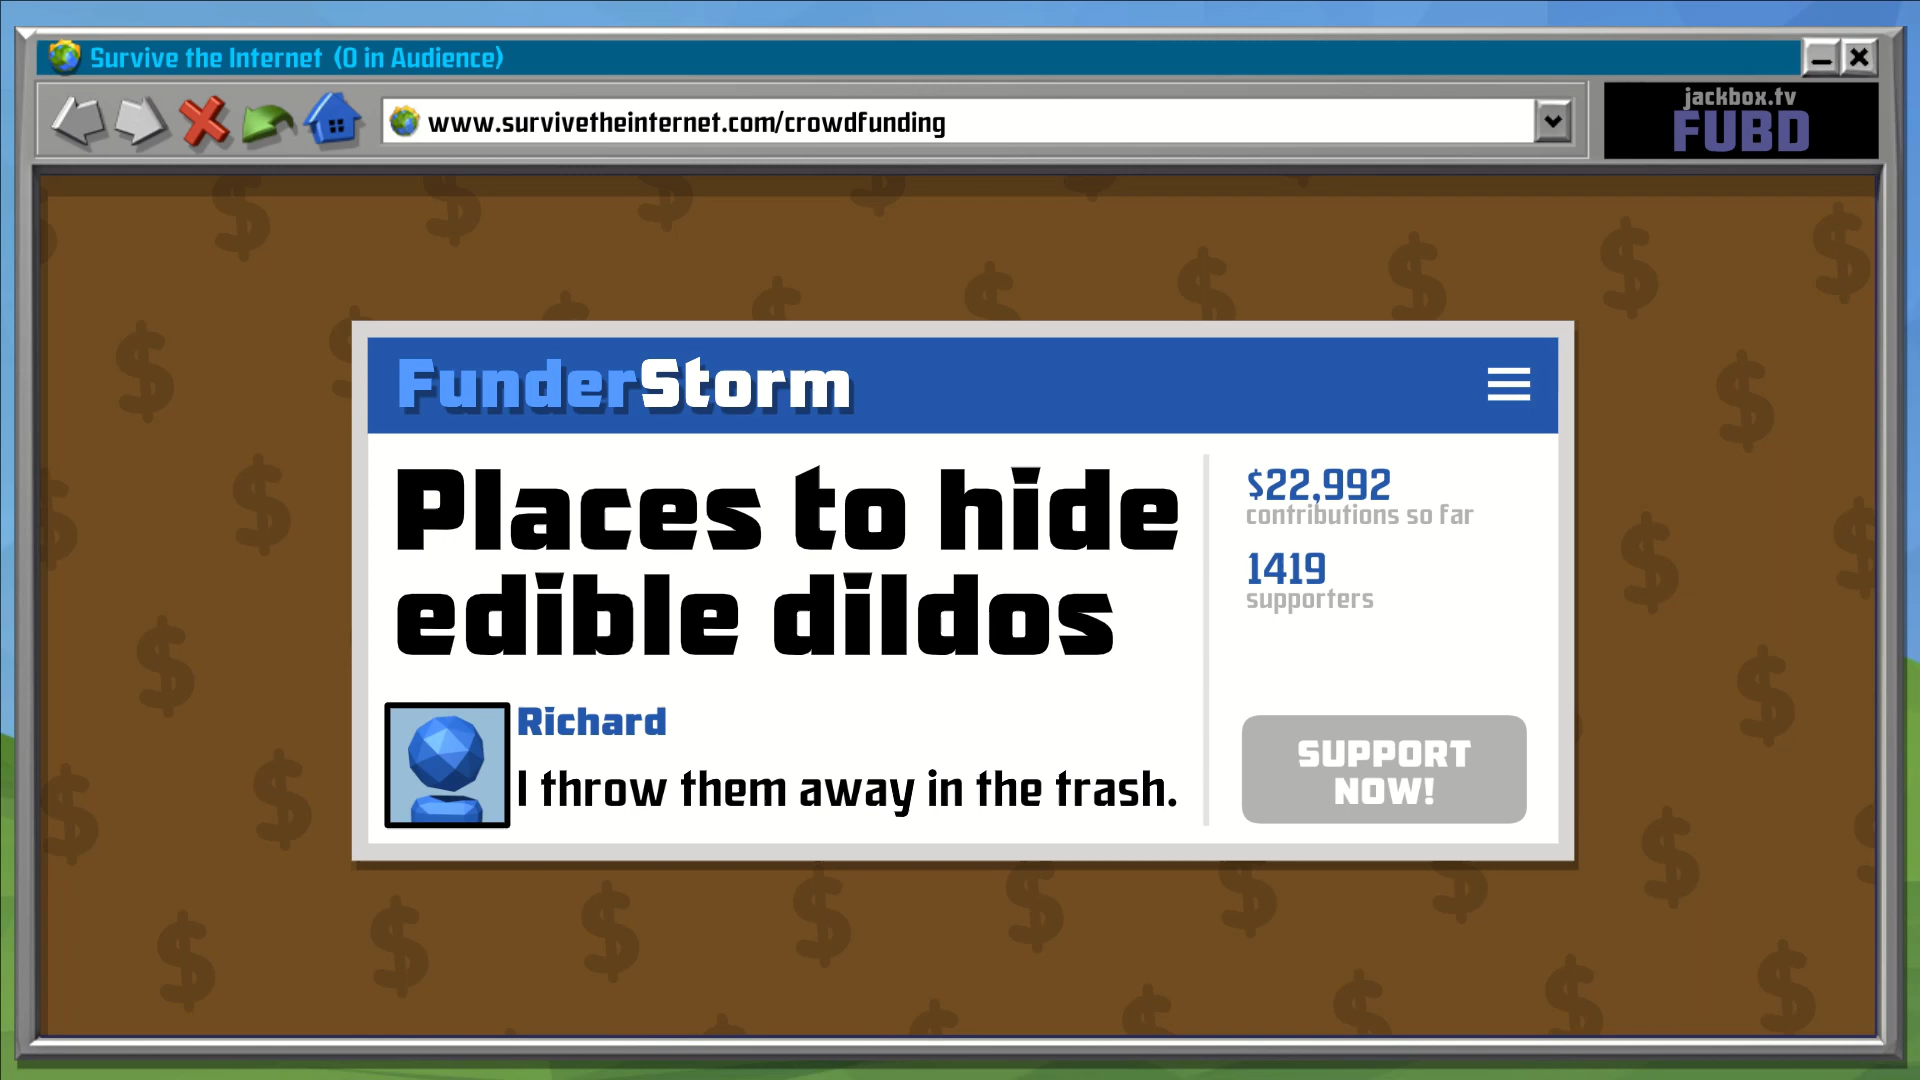 Survive the Internet (0 in Audience)
www.survivetheinternet.com/crowdfunding
jackbox.tv
FUBD
FunderStorm
Places to hide
edible dildos
$22,992
contributions so far
1419
supporters
Richard
I throw them away in the trash.
SUPPORT
NOW!